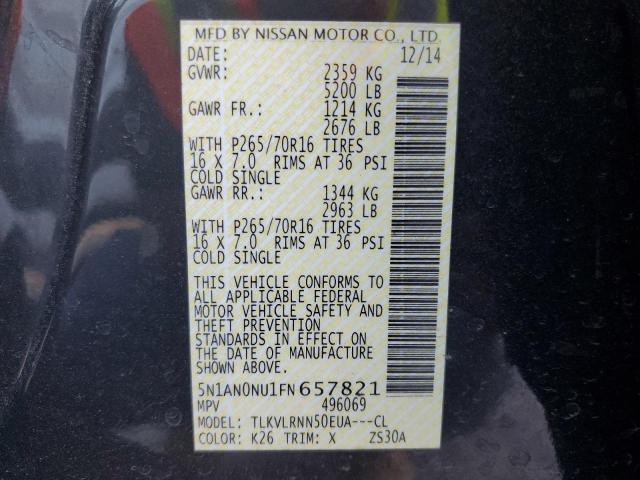 MFD BY NISSAN MOTOR CO., LTD.
DATE: 12/14
GVWR: 2359 KG
5200 LB
GAWR FR.: 1214 KG
2676 LB
WITH P265/70R16 TIRES
16 X 7.0 RIMS AT 36 PSI
COLD SINGLE
GAWR RR.: 1344 KG
2963 LB
WITH P265/70R16 TIRES
16 X 7.0 RIMS AT 36 PSI
COLD SINGLE
THIS VEHICLE CONFORMS TO
ALL APPLICABLE FEDERAL
MOTOR VEHICLE SAFETY AND
THEFT PREVENTION
STANDARDS IN EFFECT ON
THE DATE OF MANUFACTURE
SHOWN ABOVE.
5N1AN0NU1FN657821
MPV 496069
MODEL: TLKVLRNN50EUA---CL
COLOR: K26 TRIM: X ZS30A